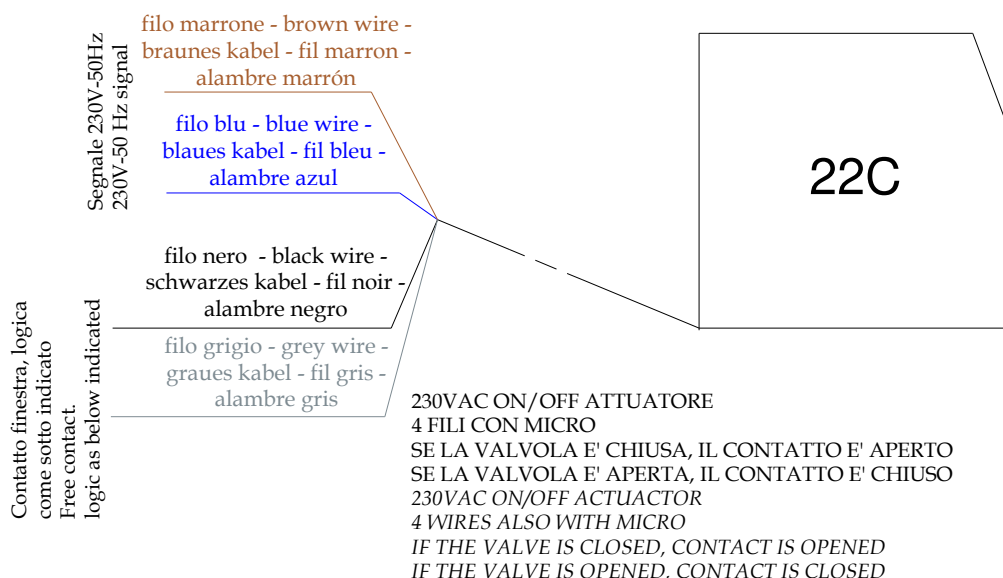 Segnale 230V-50Hz
230V-50 Hz signal
filo marrone - brown wire -
braunes kabel - fil marron -
alambre marrón
filo blu - blue wire -
blaues kabel - fil bleu -
alambre azul
22C
Contatto finestra, logica
come sotto indicato
Free contact.
logic as below indicated
filo nero - black wire -
schwarzes kabel - fil noir -
alambre negro
filo grigio - grey wire -
graues kabel - fil gris -
alambre gris
230VAC ON/OFF ATTUATORE
4 FILI CON MICRO
SE LA VALVOLA E' CHIUSA, IL CONTATTO E' APERTO
SE LA VALVOLA E' APERTA, IL CONTATTO E' CHIUSO
230VAC ON/OFF ACTUACTOR
4 WIRES ALSO WITH MICRO
IF THE VALVE IS CLOSED, CONTACT IS OPENED
IF THE VALVE IS OPENED, CONTACT IS CLOSED